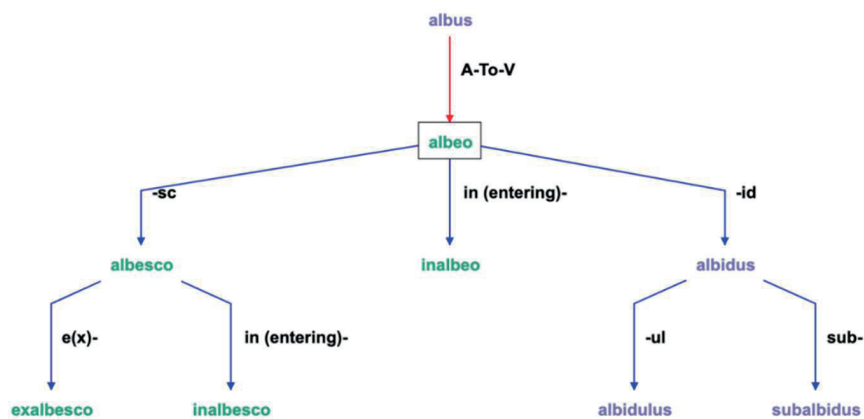 albus
A-To-V
albeo
-sc in (entering)- -id
albesco inalbeo albidus
e(x)- in (entering)- -ul sub-
exalbesco inalbesco albidulus subalbidus